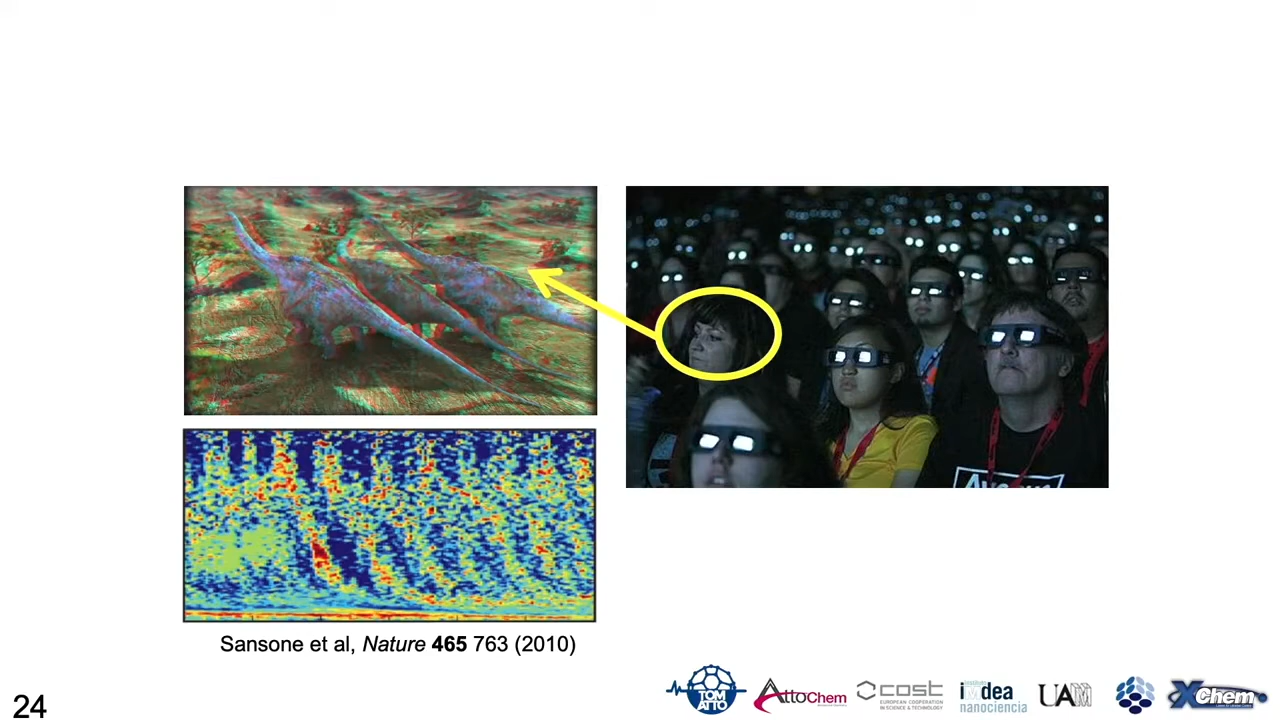 Sansone et al, Nature 465 763 (2010)
24
TOM
ATTO
AttoChem
cost
EUROPEAN COOPERATION
IN SCIENCE & TECHNOLOGY
instituto
imdea
nanociencia
UAM
XChem